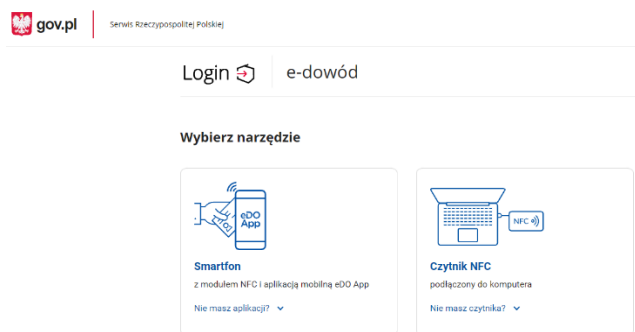 gov.pl
Serwis Rzeczypospolitej Polskiej
Login e-dowód
Wybierz narzędzie
eDO
App
NFC
Smartfon
z modułem NFC i aplikacją mobilną eDO App
Nie masz aplikacji?
Czytnik NFC
podłączony do komputera
Nie masz czytnika?